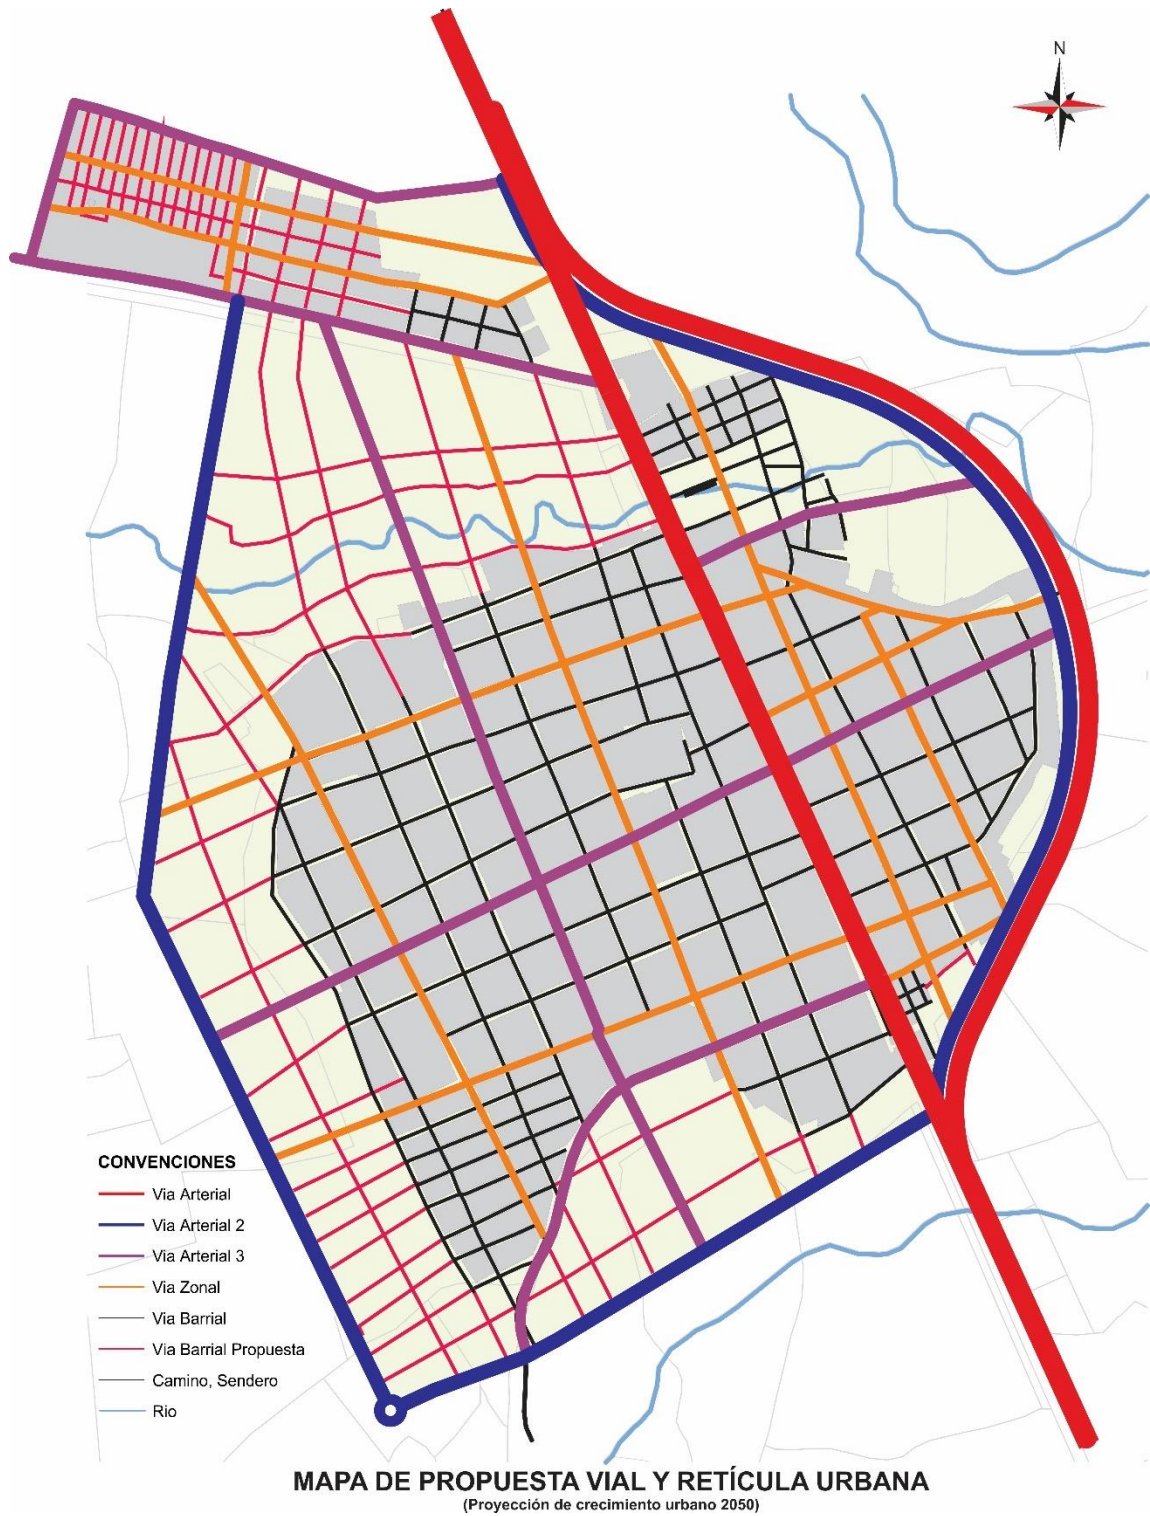 N
CONVENCIONES
Via Arterial
Via Arterial 2
Via Arterial 3
Via Zonal
Via Barrial
Via Barrial Propuesta
Camino, Sendero
Rio
MAPA DE PROPUESTA VIAL Y RETÍCULA URBANA
(Proyección de crecimiento urbano 2050)